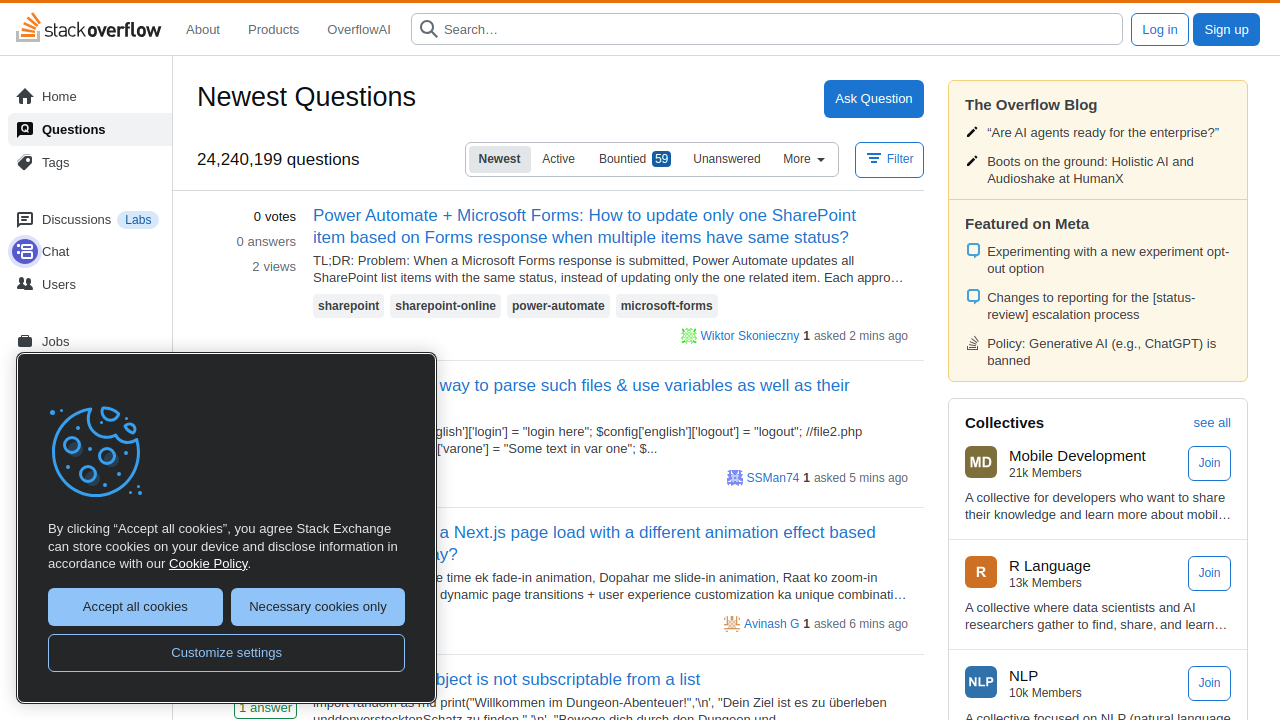 stackoverflow
About
Products
OverflowAI
Search…
Log in
Sign up
Home
Questions
Tags
Discussions Labs
Chat
Users
Jobs
Newest Questions
Ask Question
24,240,199 questions
Newest
Active
Bountied 59
Unanswered
More
Filter
0 votes
0 answers
2 views
Power Automate + Microsoft Forms: How to update only one SharePoint
item based on Forms response when multiple items have same status?
TL;DR: Problem: When a Microsoft Forms response is submitted, Power Automate updates all
SharePoint list items with the same status, instead of updating only the one related item. Each appro…
sharepoint sharepoint-online power-automate microsoft-forms
Wiktor Skonieczny 1 asked 2 mins ago
way to parse such files & use variables as well as their
glish']['login'] = "login here"; $config['english']['logout'] = "logout"; //file2.php
['varone'] = "Some text in var one"; $...
SSMan74 1 asked 5 mins ago
a Next.js page load with a different animation effect based
ay?
e time ek fade-in animation, Dopahar me slide-in animation, Raat ko zoom-in
dynamic page transitions + user experience customization ka unique combinati…
Avinash G 1 asked 6 mins ago
bject is not subscriptable from a list
1 answer
import random as rnd print("Willkommen im Dungeon-Abenteuer!",'\n', "Dein Ziel ist es zu überleben
unddenverstecktenSchatz zu finden.",'\n', "Bewege dich durch den Dungeon und
By clicking “Accept all cookies”, you agree Stack Exchange
can store cookies on your device and disclose information in
accordance with our Cookie Policy.
Accept all cookies
Necessary cookies only
Customize settings
The Overflow Blog
“Are AI agents ready for the enterprise?”
Boots on the ground: Holistic AI and
Audioshake at HumanX
Featured on Meta
Experimenting with a new experiment opt-
out option
Changes to reporting for the [status-
review] escalation process
Policy: Generative AI (e.g., ChatGPT) is
banned
Collectives
see all
MD
Mobile Development
21k Members
Join
A collective for developers who want to share
their knowledge and learn more about mobil…
R
R Language
13k Members
Join
A collective where data scientists and AI
researchers gather to find, share, and learn…
NLP
NLP
10k Members
Join
A collective focused on NLP (natural language